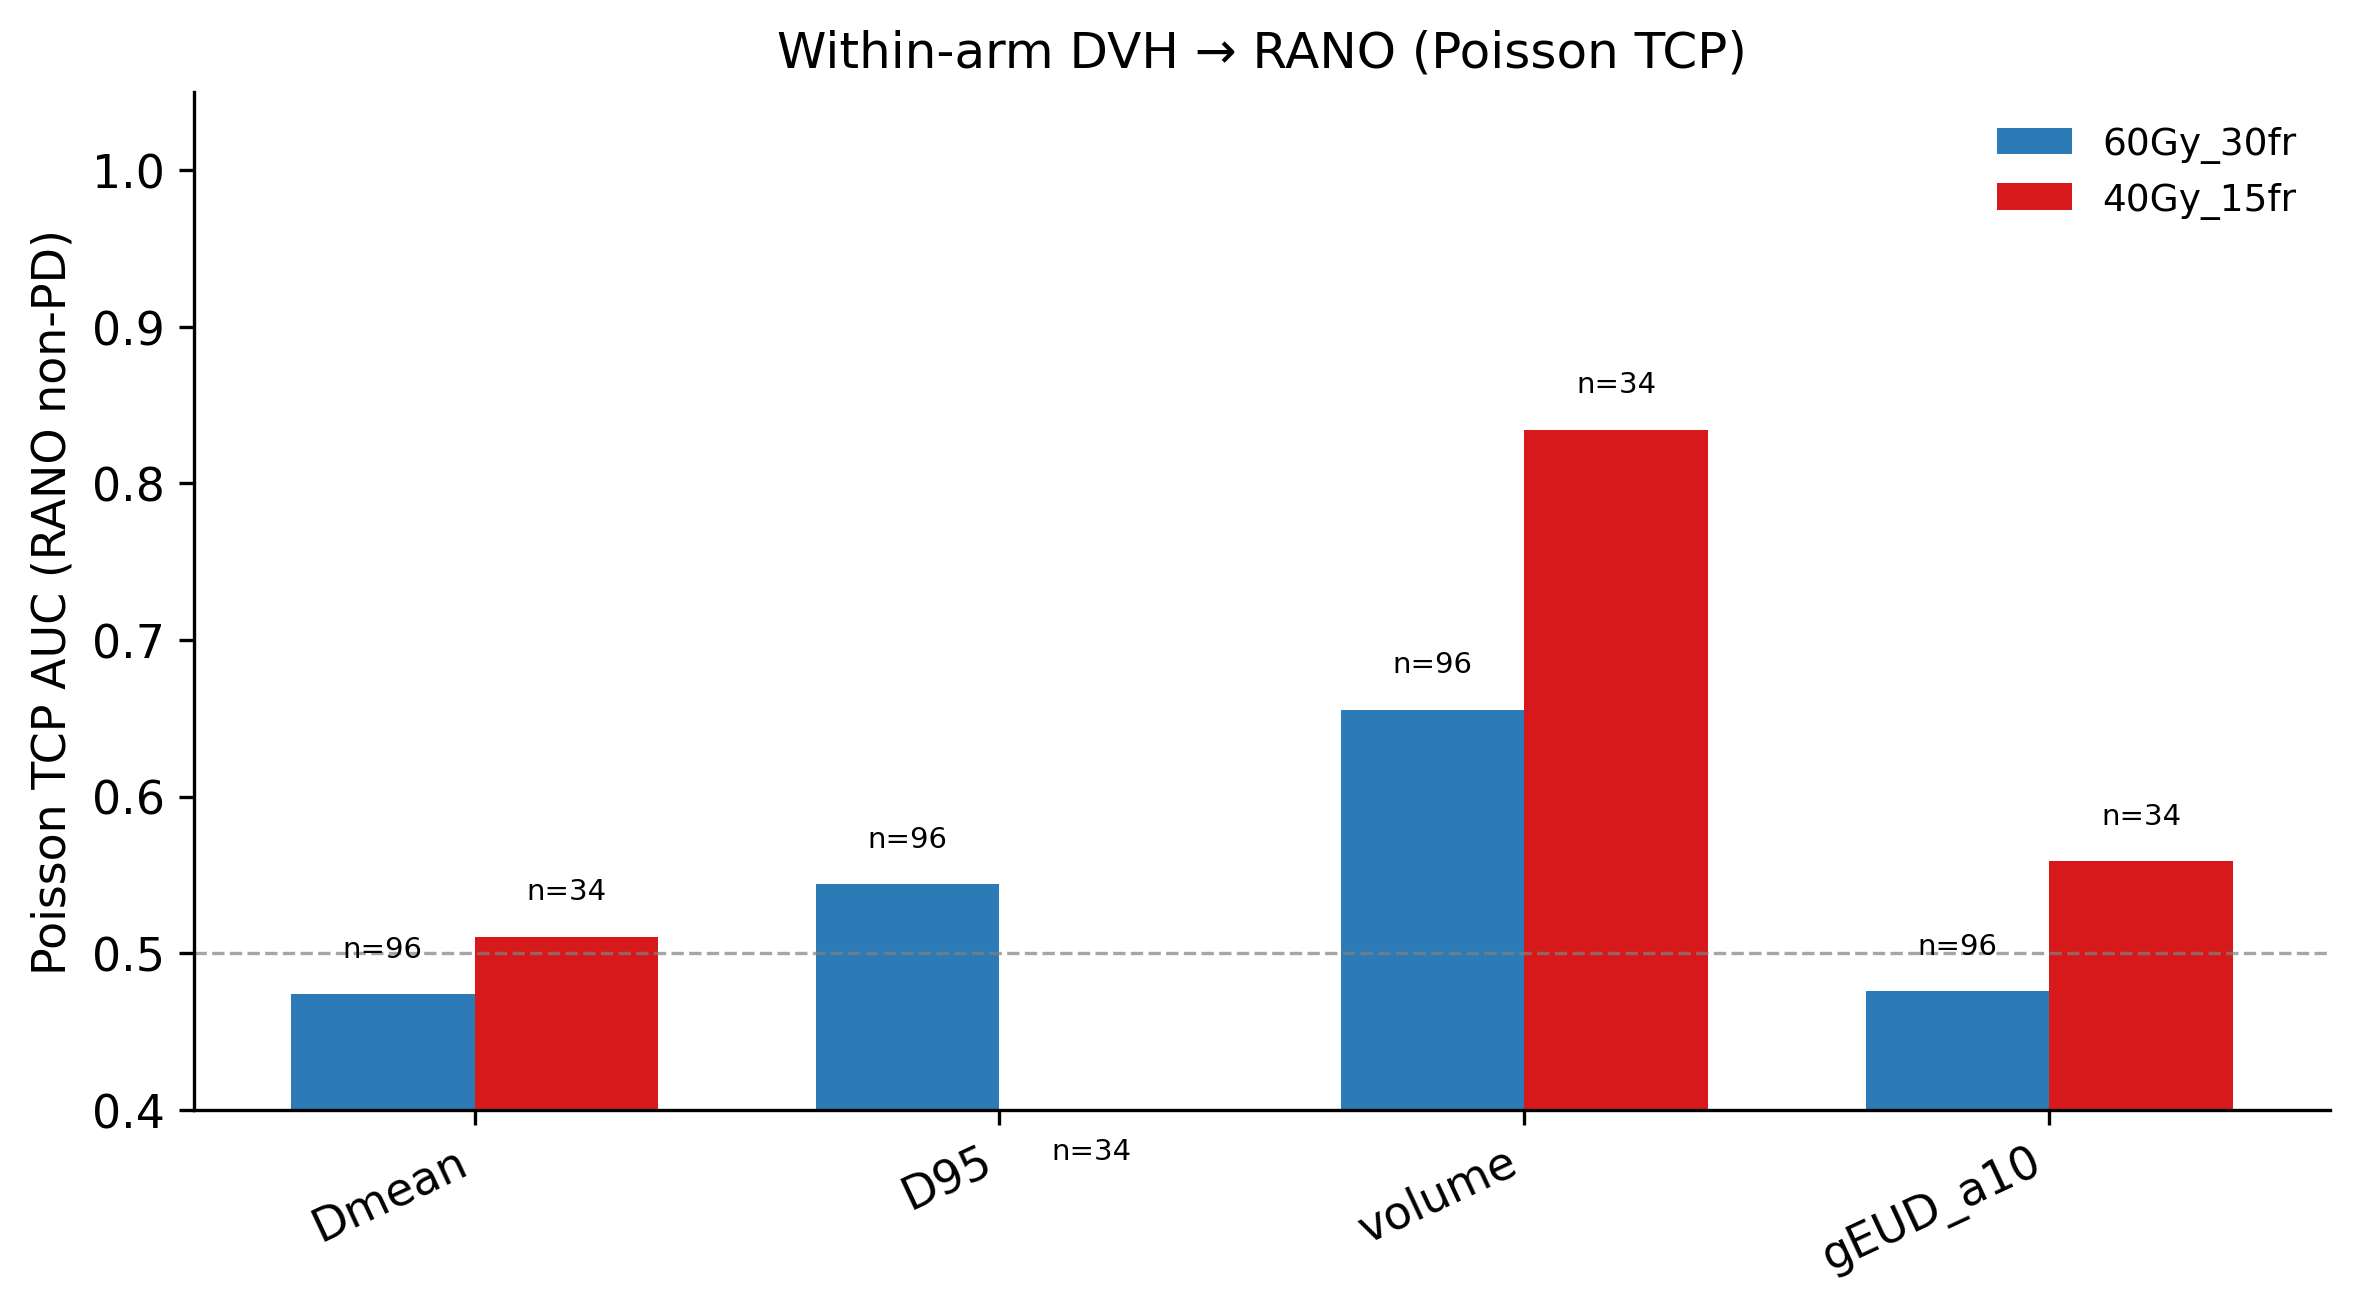 Within-arm DVH → RANO (Poisson TCP)
60Gy_30fr
40Gy_15fr
Poisson TCP AUC (RANO non-PD)
1.0
0.9
0.8
0.7
0.6
0.5
0.4
n=96
n=34
n=96
n=34
n=96
n=34
n=96
n=34
Dmean
D95
volume
gEUD_a10